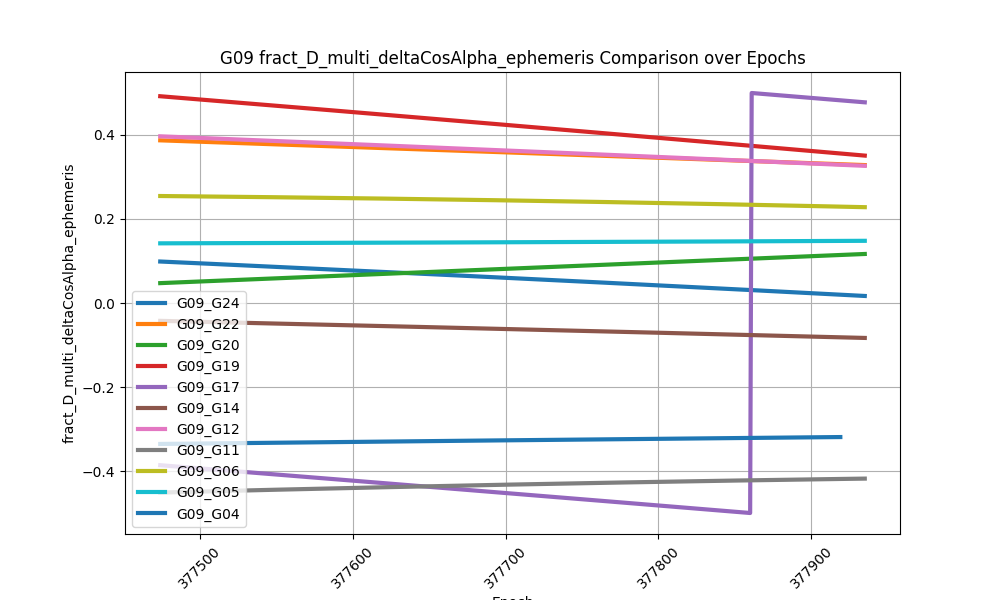 G09 fract_D_multi_deltaCosAlpha_ephemeris Comparison over Epochs
fract_D_multi_deltaCosAlpha_ephemeris
0.4
0.2
0.0
−0.2
−0.4
G09_G24
G09_G22
G09_G20
G09_G19
G09_G17
G09_G14
G09_G12
G09_G11
G09_G06
G09_G05
G09_G04
377500
377600
377700
377800
377900
Epoch